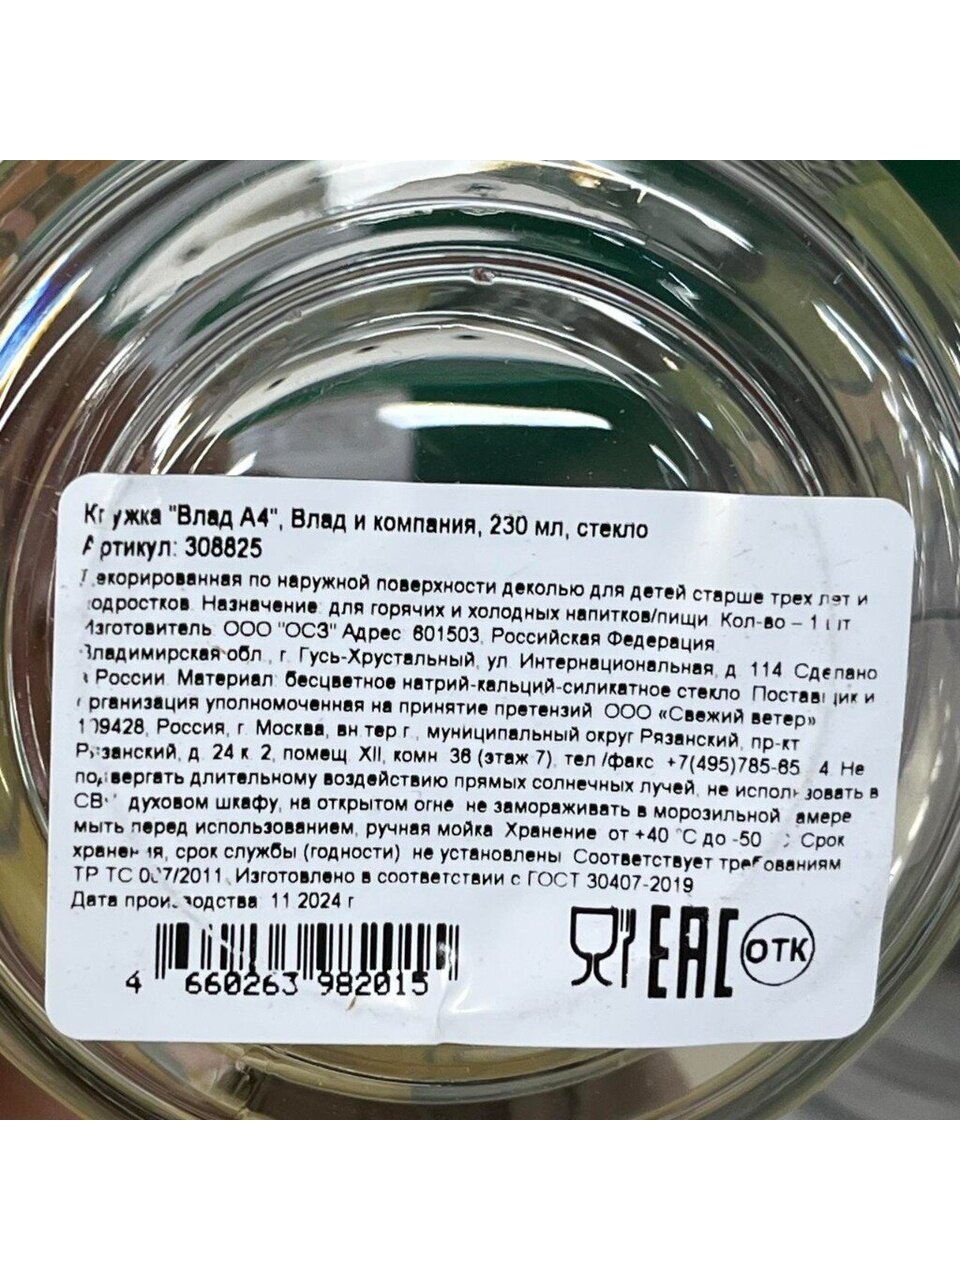 Кружка "Влад А4", Влад и компания, 230 мл, стекло
Артикул: 308825
Декорированная по наружной поверхности деколью для детей старше трех лет и
подростков. Назначение: для горячих и холодных напитков/пищи. Кол-во – 1 шт
Изготовитель: ООО "ОСЗ" Адрес: 601503, Российская Федерация
Владимирская обл., г. Гусь-Хрустальный, ул. Интернациональная, д. 114. Сделано
в России. Материал: бесцветное натрий-кальций-силикатное стекло. Поставщик и
организация уполномоченная на принятие претензий: ООО «Свежий ветер»
109428, Россия, г. Москва, вн.тер.г., муниципальный округ Рязанский, пр-кт
Рязанский, д. 24 к. 2, помещ. XII, комн. 36 (этаж 7), тел./факс: Не
подвергать длительному воздействию прямых солнечных лучей, не использовать в
СВЧ, духовом шкафу, на открытом огне, не замораживать в морозильной камере
мыть перед использованием, ручная мойка. Хранение: от +40 °С до -50 °С. Срок
хранения, срок службы (годности): не установлены. Соответствует требованиям
ТР ТС 007/2011. Изготовлено в соответствии с ГОСТ 30407-2019
Дата производства: 11.2024 г
4 660263 982015
EAC ОТК